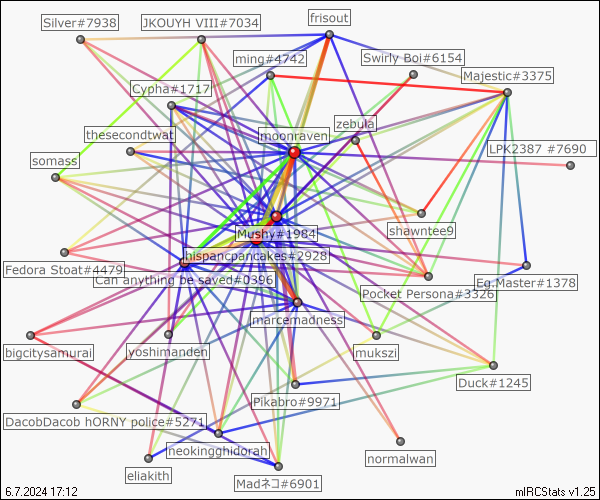 frisout
Silver#7938
JKOUYH VIII#7034
ming#4742
Swirly Boi#6154
Majestic#3375
Cypha#1717
zebula
thesecondtwat
moonraven
LPK2387 #7690
somass
shawntee9
Mushy#1984
hispancpancakes#2928
Fedora Stoat#4479
Can anything be saved#0396
Eg.Master#1378
Pocket Persona#3326
marcemadness
bigcitysamurai
yoshimanden
mukszi
Duck#1245
Pikabro#9971
DacobDacob hORNY police#5271
neokingghidorah
normalwan
eliakith
Madネコ#6901
6.7.2024 17:12
mIRCStats v1.25